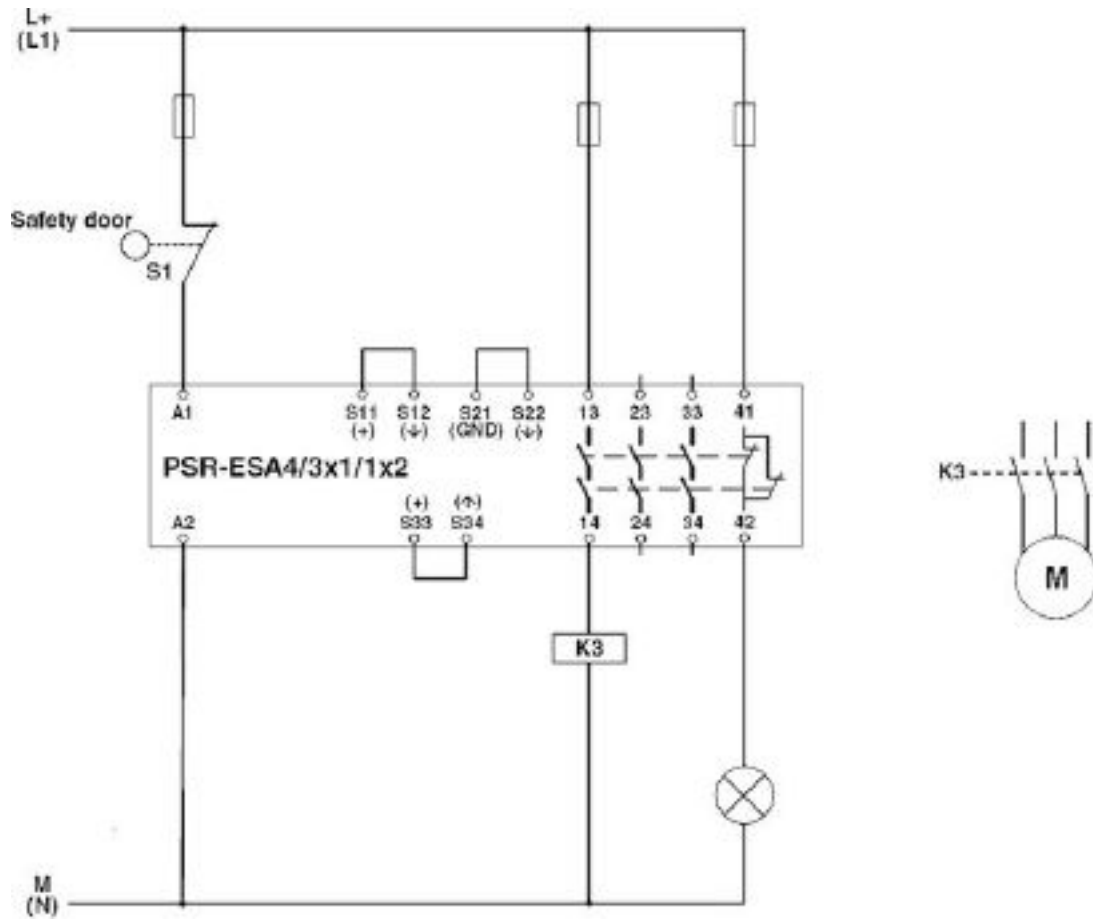 L+
(L1)
Safety door
S1
A1 S11 S12 S21 S22 13 23 33 41
(+) (↓) (GND) (↓)
PSR-ESA4/3x1/1x2
(+) (↑)
A2 S33 S34 14 24 34 42
K3
M
K3
M
(N)